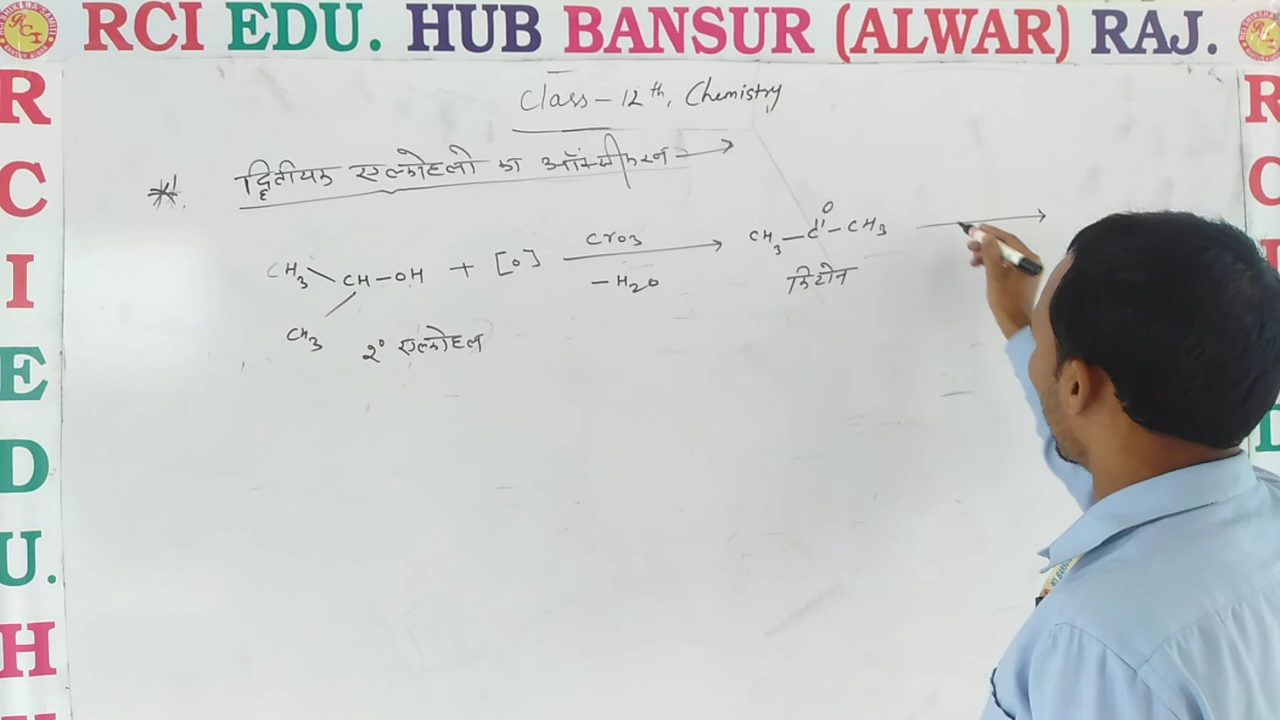 RCI EDU. HUB BANSUR (ALWAR) RAJ.
R
C
I
E
D
U.
H
Class – 12th, Chemistry
*. द्वितीयक एल्कोहलो का ऑक्सीकरण →
CH3
CH – OH + [O] CrO3 → CH3 – C – CH3 →
– H2O
O
CH3
2° एल्कोहल
किटोन